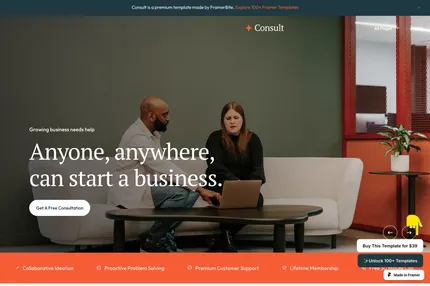 Consult is a premium template made by FramerBite. Explore 100+ Framer Templates
Consult
All Pages
Growing business needs help
Anyone, anywhere,
can start a business.
Get A Free Consultation
Buy This Template for $39
Unlock 100+ Templates
Made in Framer
Collaborative Ideation
Proactive Problem Solving
Premium Customer Support
Lifetime Membership